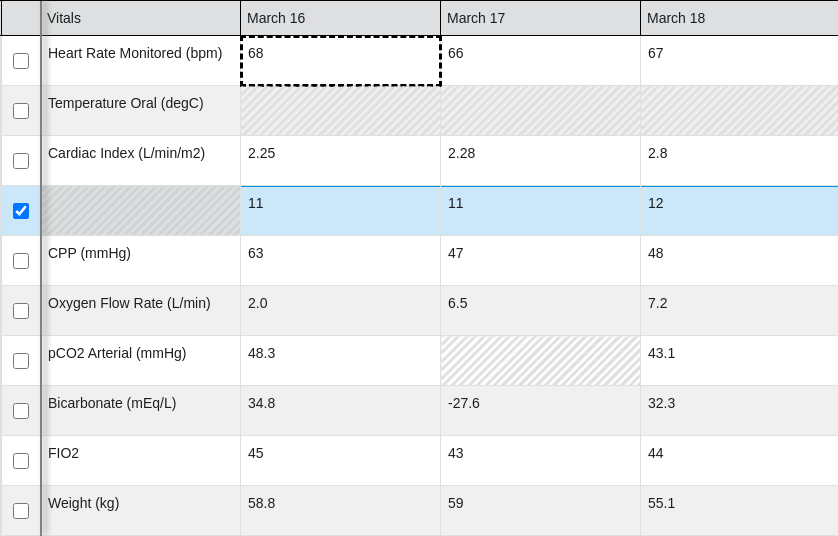 Vitals March 16 March 17 March 18
Heart Rate Monitored (bpm) 68 66 67
Temperature Oral (degC)
Cardiac Index (L/min/m2) 2.25 2.28 2.8
11 11 12
CPP (mmHg) 63 47 48
Oxygen Flow Rate (L/min) 2.0 6.5 7.2
pCO2 Arterial (mmHg) 48.3 43.1
Bicarbonate (mEq/L) 34.8 -27.6 32.3
FIO2 45 43 44
Weight (kg) 58.8 59 55.1